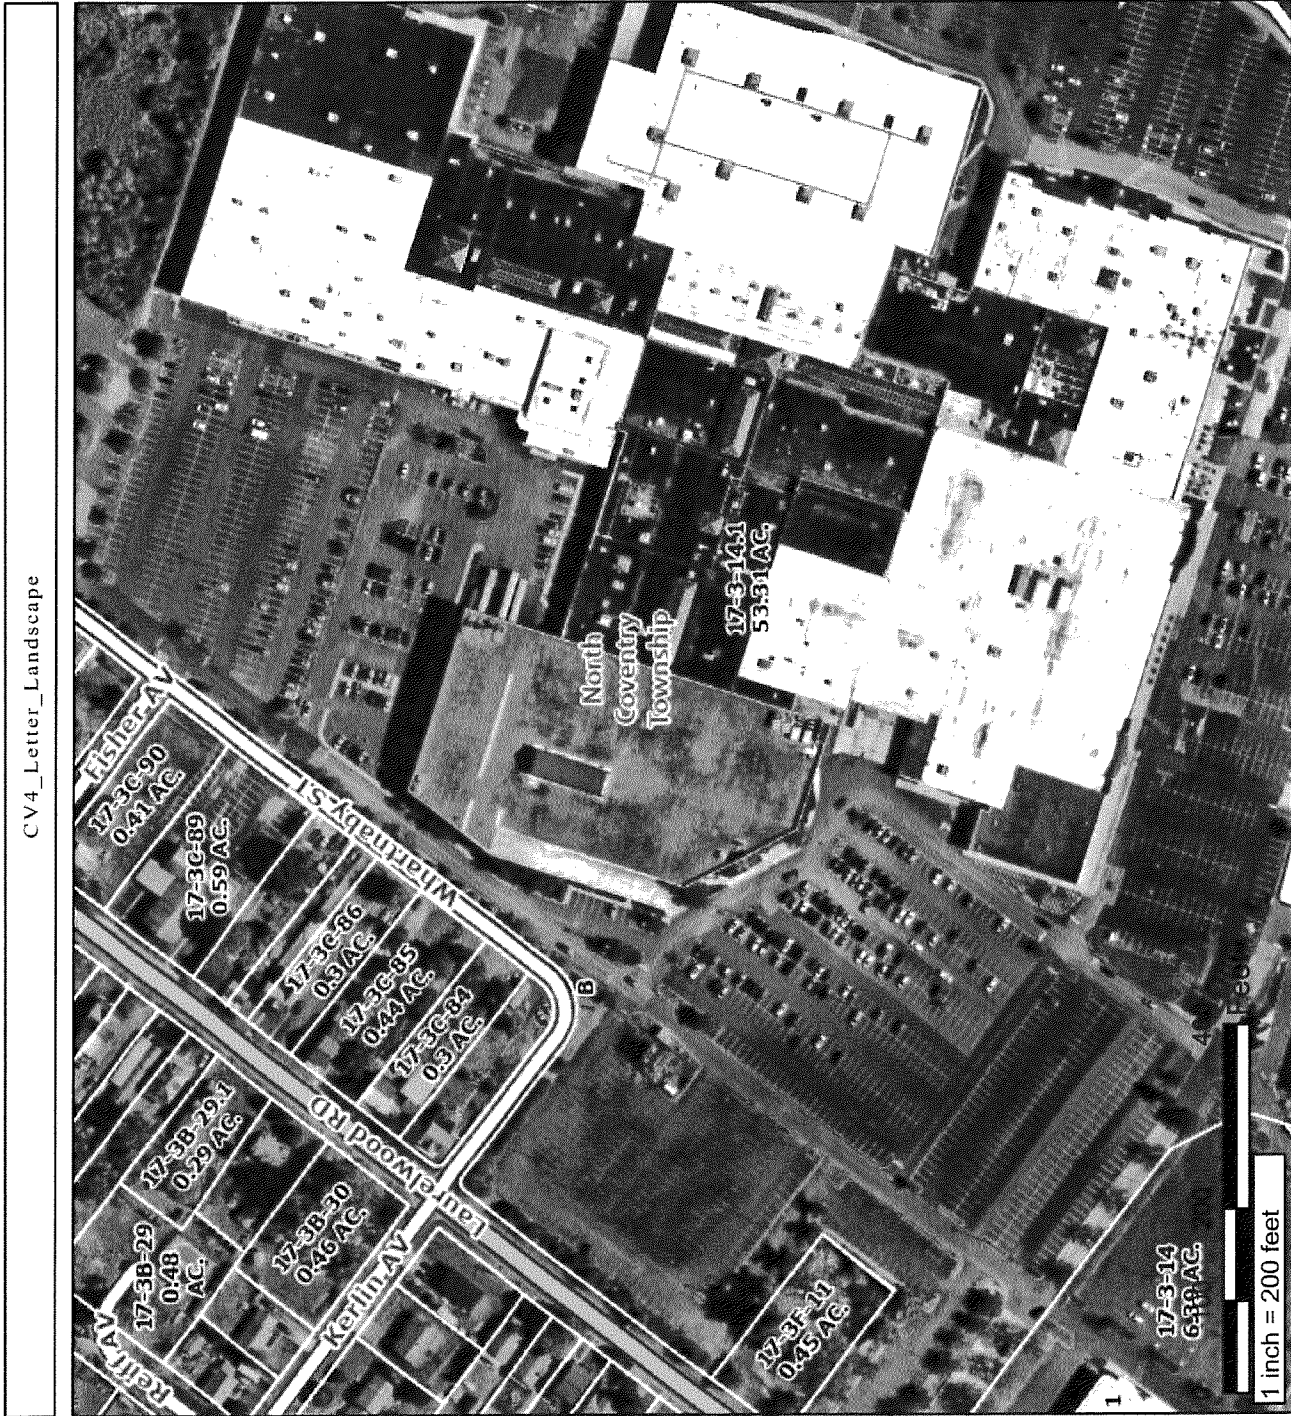 CV4_Letter_Landscape
Fisher AV
17-3C-90
0.41 AC.
17-3C-89
0.59 AC.
Whartnaby ST
17-3C-86
0.3 AC.
17-3C-85
0.44 AC.
17-3C-84
0.3 AC.
B
North
Coventry
Township
17-3-14.1
53.31 AC.
17-3B-29.1
0.29 AC.
Laurelwood RD
17-3B-29
0.48
AC.
17-3B-30
0.46 AC.
Reiff AV
Kerlin AV
17-3F-11
0.45 AC.
17-3-14
Feet
1
1 inch = 200 feet